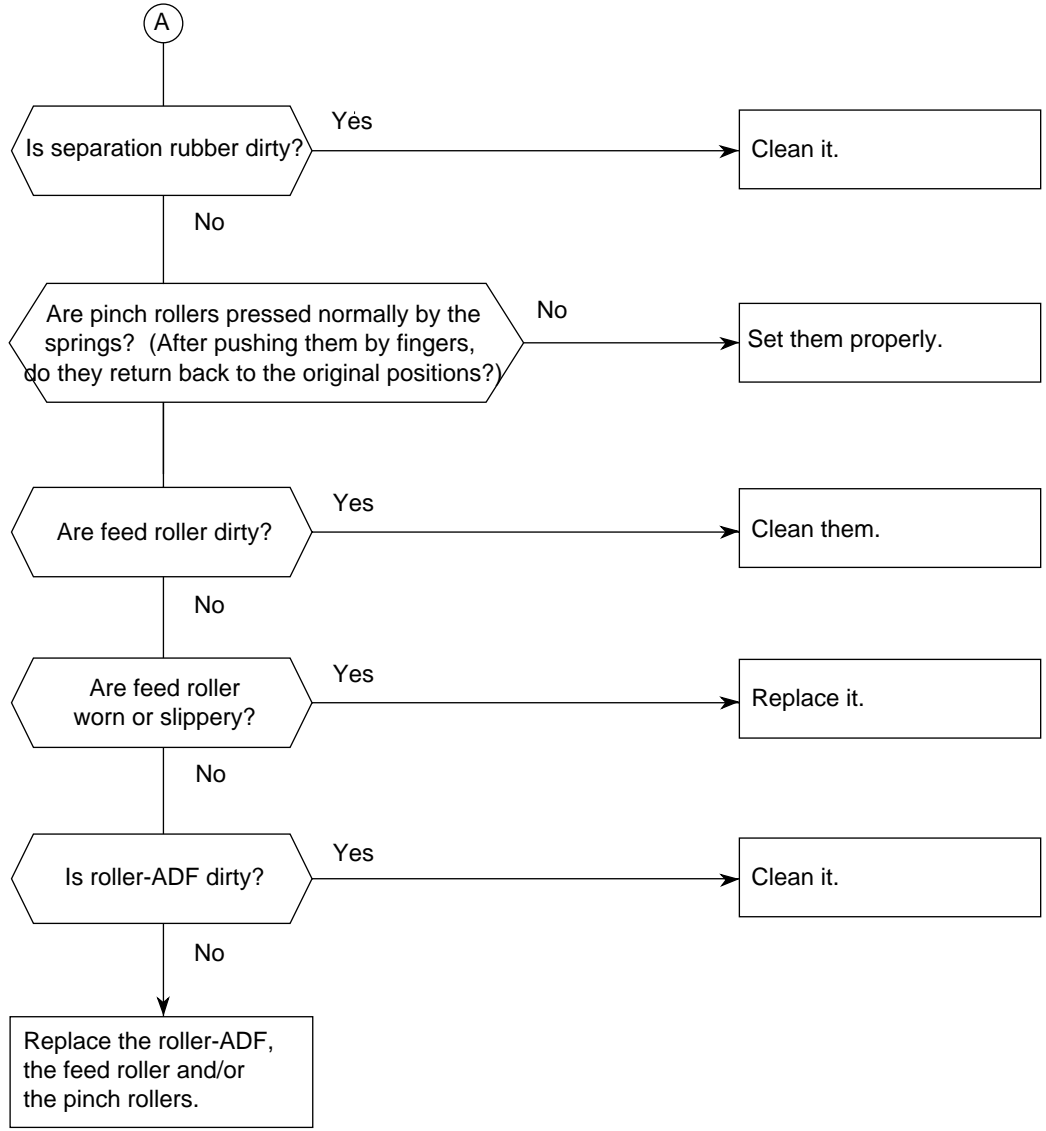 A
Yes
Is separation rubber dirty?
Clean it.
No
Are pinch rollers pressed normally by the
springs? (After pushing them by fingers,
do they return back to the original positions?)
No
Set them properly.
Yes
Are feed roller dirty?
Clean them.
No
Yes
Are feed roller
worn or slippery?
Replace it.
No
Yes
Is roller-ADF dirty?
Clean it.
No
Replace the roller-ADF,
the feed roller and/or
the pinch rollers.